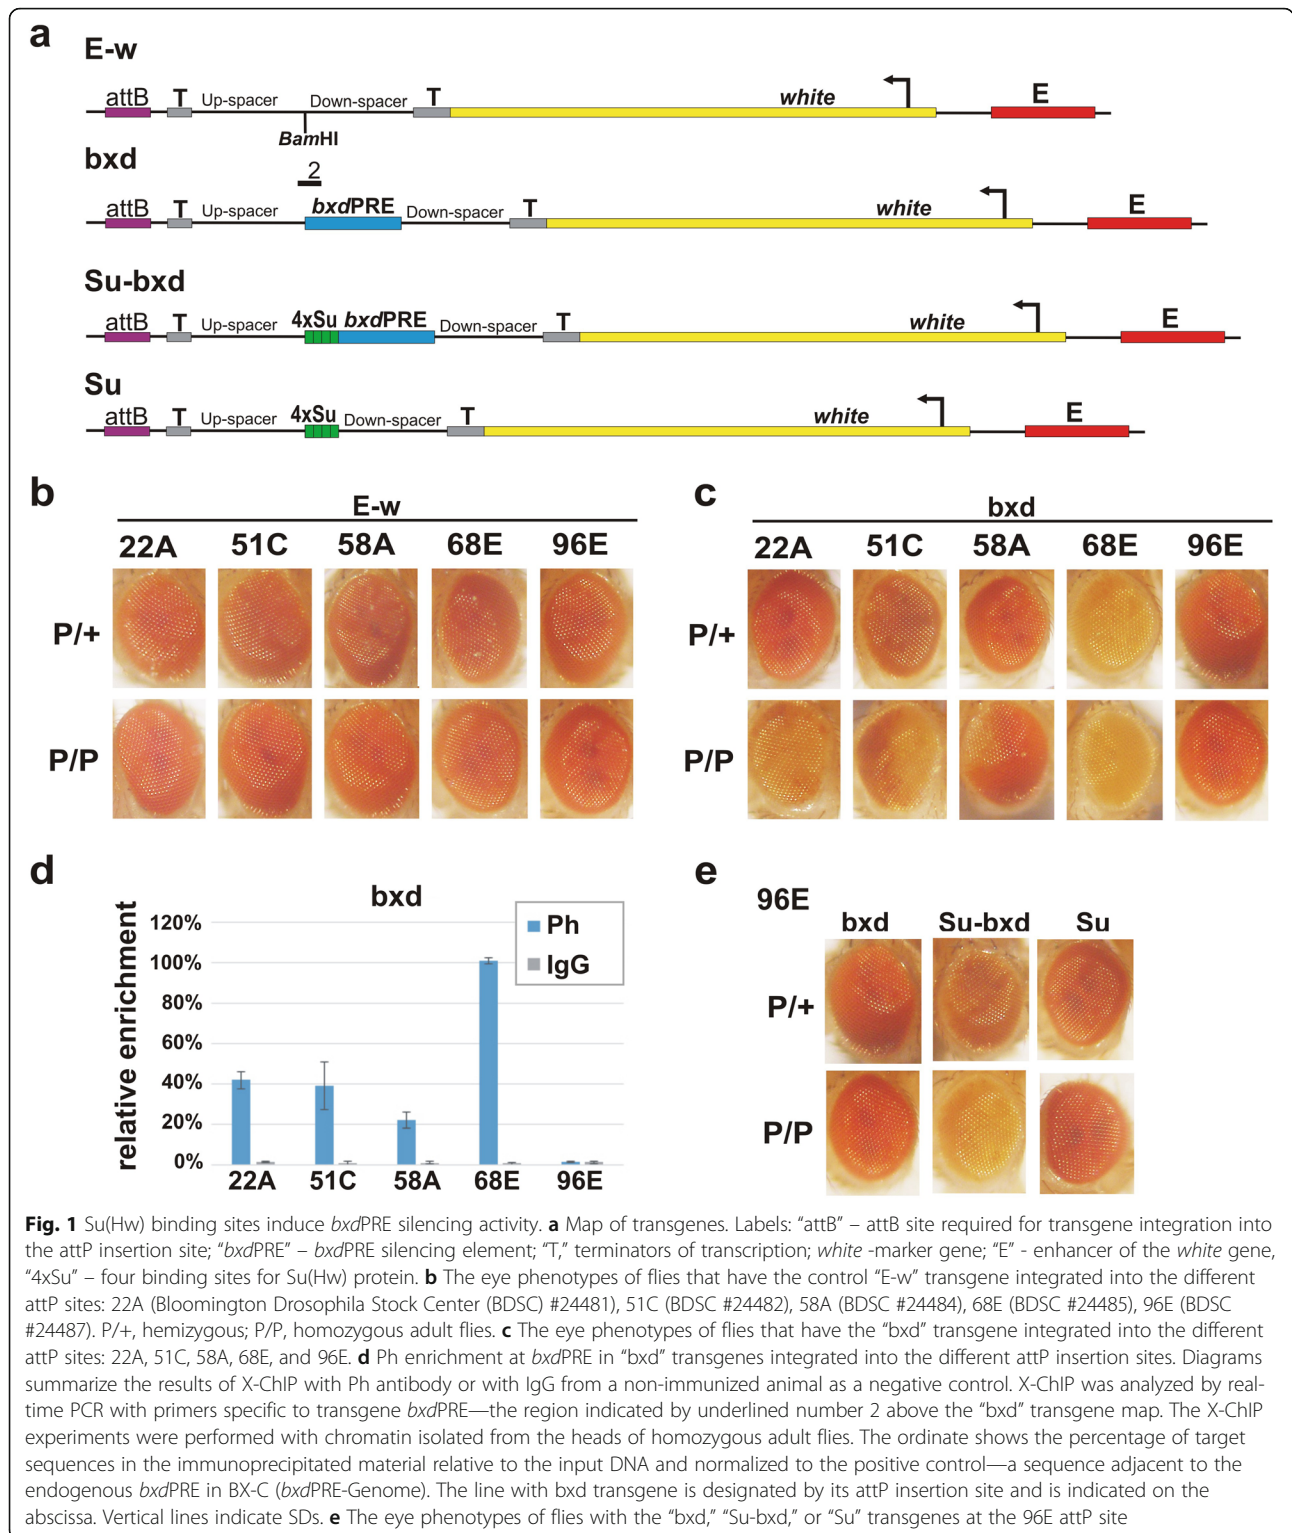 a
E-w
attB T Up-spacer Down-spacer T white E
BamHI
bxd
2
attB T Up-spacer bxdPRE Down-spacer T white E
Su-bxd
attB T Up-spacer 4xSu bxdPRE Down-spacer T white E
Su
attB T Up-spacer 4xSu Down-spacer T white E
b
E-w
22A 51C 58A 68E 96E
P/+
P/P
c
bxd
22A 51C 58A 68E 96E
P/+
P/P
d
bxd
relative enrichment
120%
100%
80%
60%
40%
20%
0%
Ph
IgG
22A 51C 58A 68E 96E
e
96E
bxd Su-bxd Su
P/+
P/P
Fig. 1 Su(Hw) binding sites induce bxdPRE silencing activity. a Map of transgenes. Labels: “attB” – attB site required for transgene integration into
the attP insertion site; “bxdPRE” – bxdPRE silencing element; “T,” terminators of transcription; white -marker gene; “E” - enhancer of the white gene,
“4xSu” – four binding sites for Su(Hw) protein. b The eye phenotypes of flies that have the control “E-w” transgene integrated into the different
attP sites: 22A (Bloomington Drosophila Stock Center (BDSC) #24481), 51C (BDSC #24482), 58A (BDSC #24484), 68E (BDSC #24485), 96E (BDSC
#24487). P/+, hemizygous; P/P, homozygous adult flies. c The eye phenotypes of flies that have the “bxd” transgene integrated into the different
attP sites: 22A, 51C, 58A, 68E, and 96E. d Ph enrichment at bxdPRE in “bxd” transgenes integrated into the different attP insertion sites. Diagrams
summarize the results of X-ChIP with Ph antibody or with IgG from a non-immunized animal as a negative control. X-ChIP was analyzed by real-
time PCR with primers specific to transgene bxdPRE—the region indicated by underlined number 2 above the “bxd” transgene map. The X-ChIP
experiments were performed with chromatin isolated from the heads of homozygous adult flies. The ordinate shows the percentage of target
sequences in the immunoprecipitated material relative to the input DNA and normalized to the positive control—a sequence adjacent to the
endogenous bxdPRE in BX-C (bxdPRE-Genome). The line with bxd transgene is designated by its attP insertion site and is indicated on the
abscissa. Vertical lines indicate SDs. e The eye phenotypes of flies with the “bxd,” “Su-bxd,” or “Su” transgenes at the 96E attP site